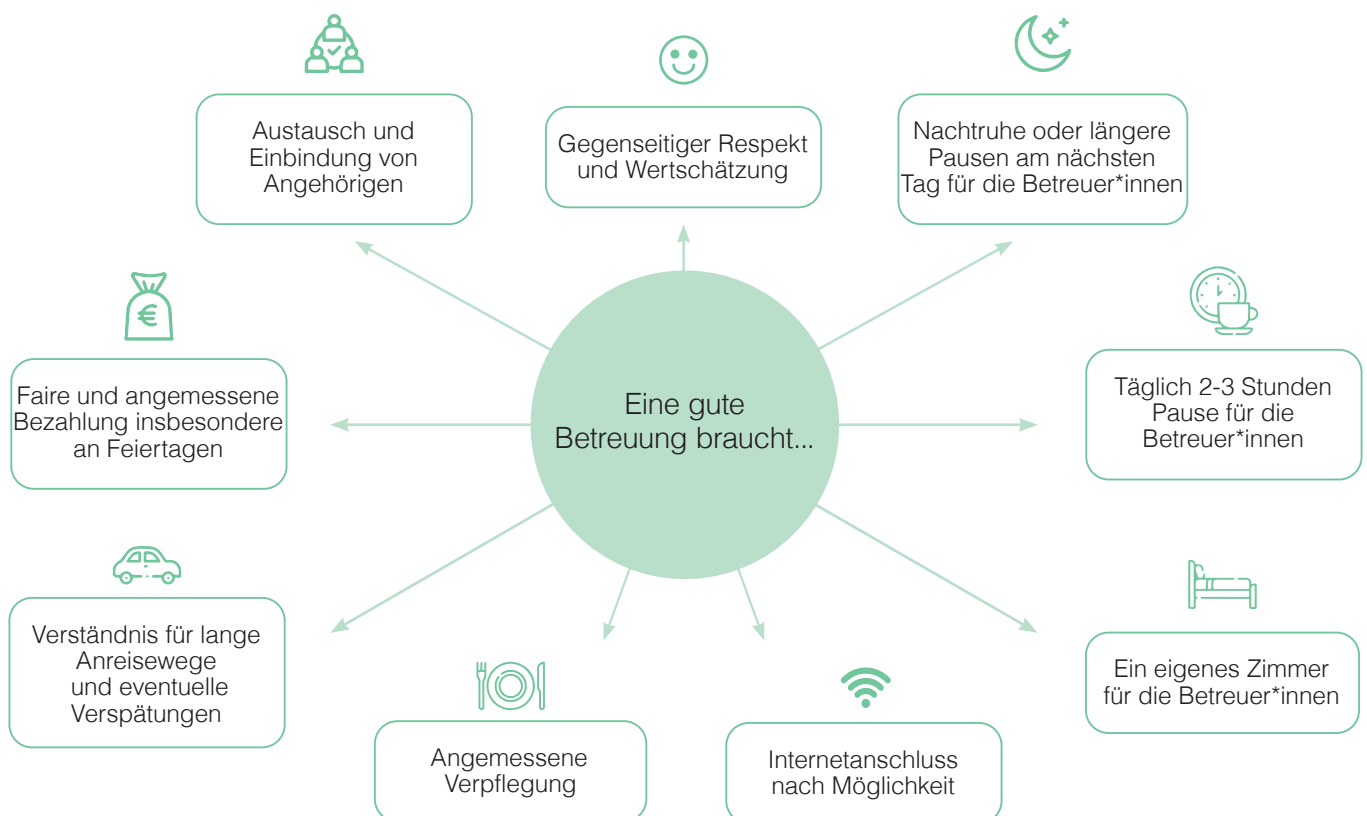 Austausch und
Einbindung von
Angehörigen
Gegenseitiger Respekt
und Wertschätzung
Nachtruhe oder längere
Pausen am nächsten
Tag für die Betreuer*innen
Faire und angemessene
Bezahlung insbesondere
an Feiertagen
Eine gute
Betreuung braucht...
Täglich 2-3 Stunden
Pause für die
Betreuer*innen
Verständnis für lange
Anreisewege
und eventuelle
Verspätungen
Angemessene
Verpflegung
Internetanschluss
nach Möglichkeit
Ein eigenes Zimmer
für die Betreuer*innen